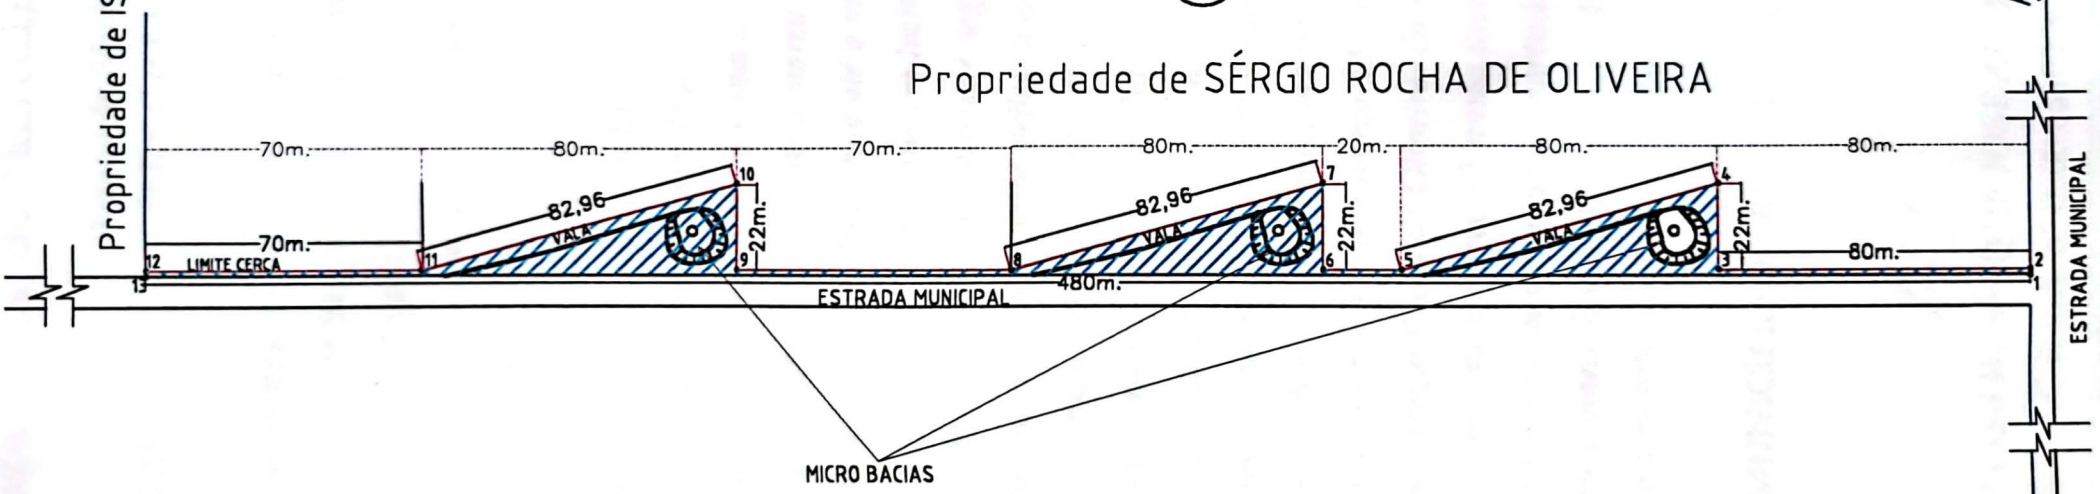 Propriedade de IS
Propriedade de SÉRGIO ROCHA DE OLIVEIRA
70m. 80m. 70m. 80m. 20m. 80m. 80m.
10 7 4
82,96 82,96 82,96
VALA VALA VALA
22m. 22m. 22m.
70m. 80m.
12 LIMITE CERCA 11 9 8 6 5 3 2
13 480m. 1
ESTRADA MUNICIPAL
ESTRADA MUNICIPAL
MICRO BACIAS